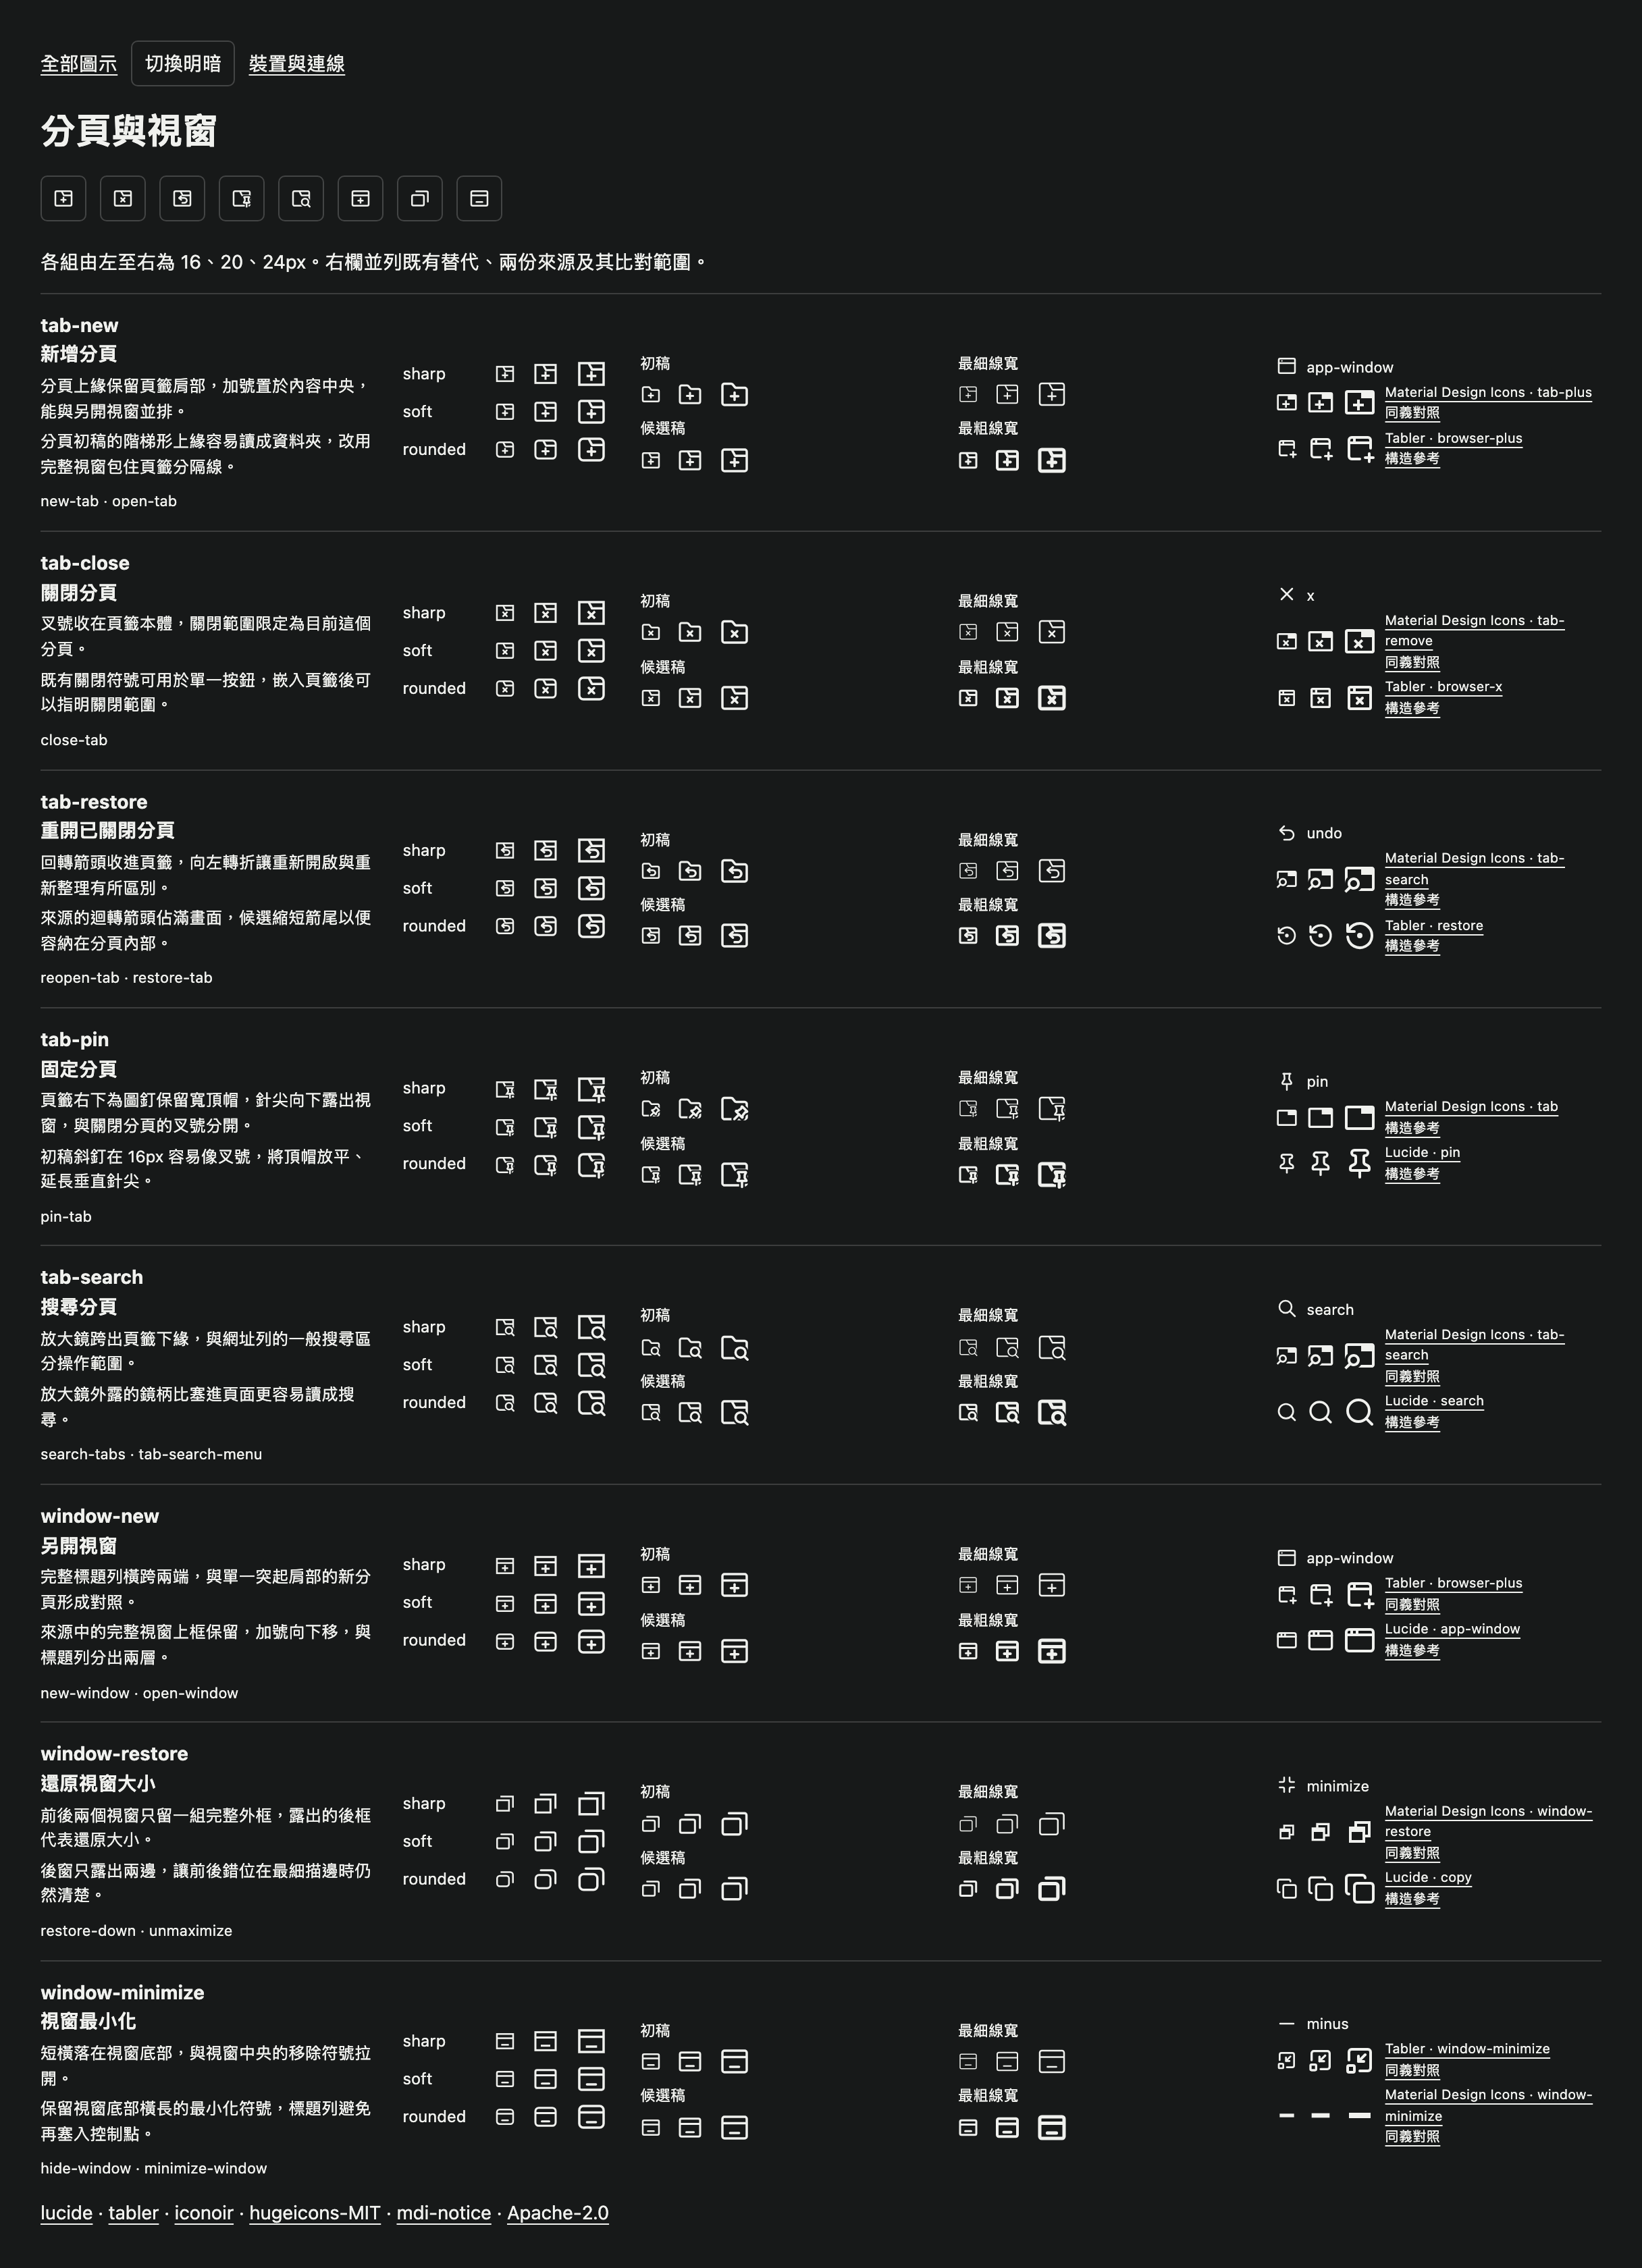 全部圖示 切換明暗 裝置與連線
分頁與視窗
各組由左至右為 16、20、24px。右欄並列既有替代、兩份來源及其比對範圍。
tab-new
新增分頁
分頁上緣保留頁籤肩部，加號置於內容中央，
能與另開視窗並排。
分頁初稿的階梯形上緣容易讀成資料夾，改用
完整視窗包住頁籤分隔線。
new-tab · open-tab
sharp
soft
rounded
初稿
候選稿
最細線寬
最粗線寬
app-window
Material Design Icons · tab-plus
同義對照
Tabler · browser-plus
構造參考
tab-close
關閉分頁
叉號收在頁籤本體，關閉範圍限定為目前這個
分頁。
既有關閉符號可用於單一按鈕，嵌入頁籤後可
以指明關閉範圍。
close-tab
sharp
soft
rounded
初稿
候選稿
最細線寬
最粗線寬
x
Material Design Icons · tab-
remove
同義對照
Tabler · browser-x
構造參考
tab-restore
重開已關閉分頁
回轉箭頭收進頁籤，向左轉折讓重新開啟與重
新整理有所區別。
來源的迴轉箭頭佔滿畫面，候選縮短箭尾以便
容納在分頁內部。
reopen-tab · restore-tab
sharp
soft
rounded
初稿
候選稿
最細線寬
最粗線寬
undo
Material Design Icons · tab-
search
構造參考
Tabler · restore
構造參考
tab-pin
固定分頁
頁籤右下為圖釘保留寬頂帽，針尖向下露出視
窗，與關閉分頁的叉號分開。
初稿斜釘在 16px 容易像叉號，將頂帽放平、
延長垂直針尖。
pin-tab
sharp
soft
rounded
初稿
候選稿
最細線寬
最粗線寬
pin
Material Design Icons · tab
構造參考
Lucide · pin
構造參考
tab-search
搜尋分頁
放大鏡跨出頁籤下緣，與網址列的一般搜尋區
分操作範圍。
放大鏡外露的鏡柄比塞進頁面更容易讀成搜
尋。
search-tabs · tab-search-menu
sharp
soft
rounded
初稿
候選稿
最細線寬
最粗線寬
search
Material Design Icons · tab-
search
同義對照
Lucide · search
構造參考
window-new
另開視窗
完整標題列橫跨兩端，與單一突起肩部的新分
頁形成對照。
來源中的完整視窗上框保留，加號向下移，與
標題列分出兩層。
new-window · open-window
sharp
soft
rounded
初稿
候選稿
最細線寬
最粗線寬
app-window
Tabler · browser-plus
同義對照
Lucide · app-window
構造參考
window-restore
還原視窗大小
前後兩個視窗只留一組完整外框，露出的後框
代表還原大小。
後窗只露出兩邊，讓前後錯位在最細描邊時仍
然清楚。
restore-down · unmaximize
sharp
soft
rounded
初稿
候選稿
最細線寬
最粗線寬
minimize
Material Design Icons · window-
restore
同義對照
Lucide · copy
構造參考
window-minimize
視窗最小化
短橫落在視窗底部，與視窗中央的移除符號拉
開。
保留視窗底部橫長的最小化符號，標題列避免
再塞入控制點。
hide-window · minimize-window
sharp
soft
rounded
初稿
候選稿
最細線寬
最粗線寬
minus
Tabler · window-minimize
同義對照
Material Design Icons · window-
minimize
同義對照
lucide · tabler · iconoir · hugeicons-MIT · mdi-notice · Apache-2.0